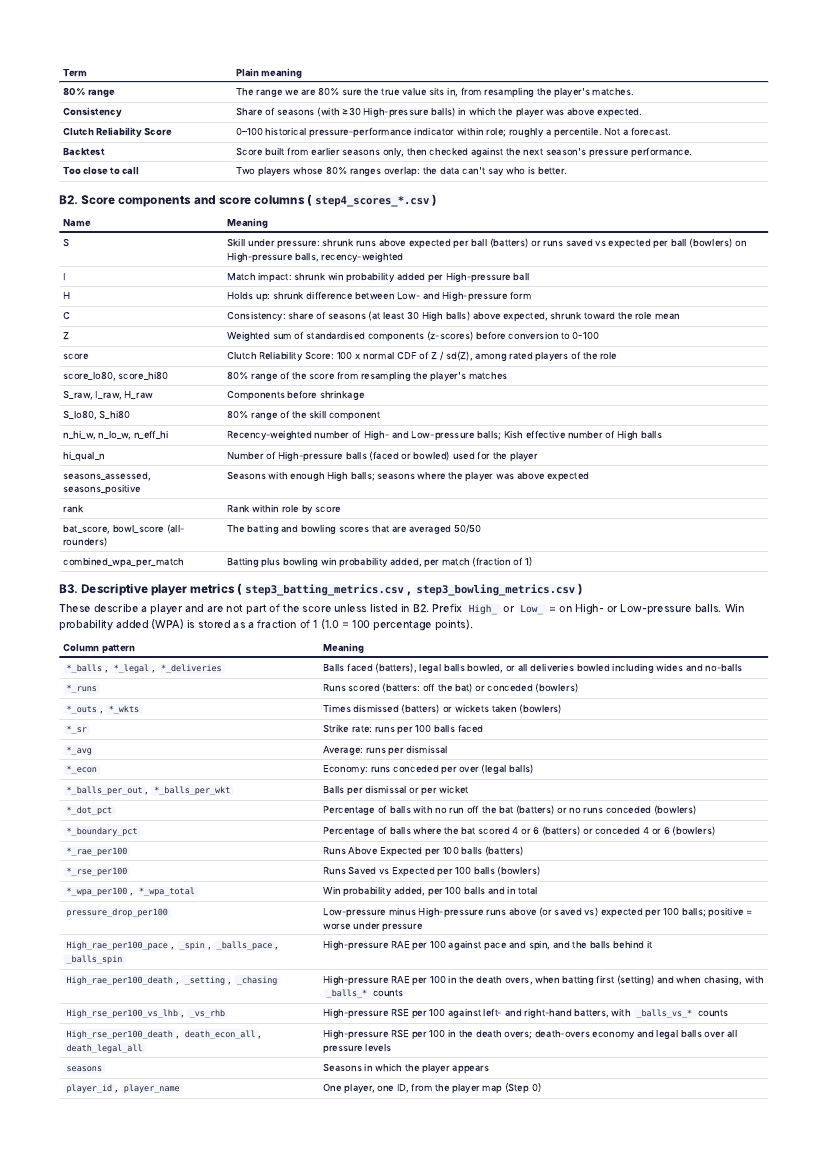 Term Plain meaning
80% range The range we are 80% sure the true value sits in, from resampling the player's matches.
Consistency Share of seasons (with ≥30 High-pressure balls) in which the player was above expected.
Clutch Reliability Score 0–100 historical pressure-performance indicator within role; roughly a percentile. Not a forecast.
Backtest Score built from earlier seasons only, then checked against the next season's pressure performance.
Too close to call Two players whose 80% ranges overlap: the data can't say who is better.
B2. Score components and score columns ( step4_scores_*.csv )
Name Meaning
S Skill under pressure: shrunk runs above expected per ball (batters) or runs saved vs expected per ball (bowlers) on
High-pressure balls, recency-weighted
I Match impact: shrunk win probability added per High-pressure ball
H Holds up: shrunk difference between Low- and High-pressure form
C Consistency: share of seasons (at least 30 High balls) above expected, shrunk toward the role mean
Z Weighted sum of standardised components (z-scores) before conversion to 0-100
score Clutch Reliability Score: 100 x normal CDF of Z / sd(Z), among rated players of the role
score_lo80, score_hi80 80% range of the score from resampling the player's matches
S_raw, I_raw, H_raw Components before shrinkage
S_lo80, S_hi80 80% range of the skill component
n_hi_w, n_lo_w, n_eff_hi Recency-weighted number of High- and Low-pressure balls; Kish effective number of High balls
hi_qual_n Number of High-pressure balls (faced or bowled) used for the player
seasons_assessed, Seasons with enough High balls; seasons where the player was above expected
seasons_positive
rank Rank within role by score
bat_score, bowl_score (all- The batting and bowling scores that are averaged 50/50
rounders)
combined_wpa_per_match Batting plus bowling win probability added, per match (fraction of 1)
B3. Descriptive player metrics ( step3_batting_metrics.csv , step3_bowling_metrics.csv )
These describe a player and are not part of the score unless listed in B2. Prefix High_ or Low_ = on High- or Low-pressure balls. Win
probability added (WPA) is stored as a fraction of 1 (1.0 = 100 percentage points).
Column pattern Meaning
*_balls , *_legal , *_deliveries Balls faced (batters), legal balls bowled, or all deliveries bowled including wides and no-balls
*_runs Runs scored (batters: off the bat) or conceded (bowlers)
*_outs , *_wkts Times dismissed (batters) or wickets taken (bowlers)
*_sr Strike rate: runs per 100 balls faced
*_avg Average: runs per dismissal
*_econ Economy: runs conceded per over (legal balls)
*_balls_per_out , *_balls_per_wkt Balls per dismissal or per wicket
*_dot_pct Percentage of balls with no run off the bat (batters) or no runs conceded (bowlers)
*_boundary_pct Percentage of balls where the bat scored 4 or 6 (batters) or conceded 4 or 6 (bowlers)
*_rae_per100 Runs Above Expected per 100 balls (batters)
*_rse_per100 Runs Saved vs Expected per 100 balls (bowlers)
*_wpa_per100 , *_wpa_total Win probability added, per 100 balls and in total
pressure_drop_per100 Low-pressure minus High-pressure runs above (or saved vs) expected per 100 balls; positive =
worse under pressure
High_rae_per100_pace , _spin , _balls_pace , High-pressure RAE per 100 against pace and spin, and the balls behind it
_balls_spin
High_rae_per100_death , _setting , _chasing High-pressure RAE per 100 in the death overs, when batting first (setting) and when chasing, with
_balls_* counts
High_rse_per100_vs_lhb , _vs_rhb High-pressure RSE per 100 against left- and right-hand batters, with _balls_vs_* counts
High_rse_per100_death , death_econ_all , High-pressure RSE per 100 in the death overs; death-overs economy and legal balls over all
death_legal_all pressure levels
seasons Seasons in which the player appears
player_id , player_name One player, one ID, from the player map (Step 0)